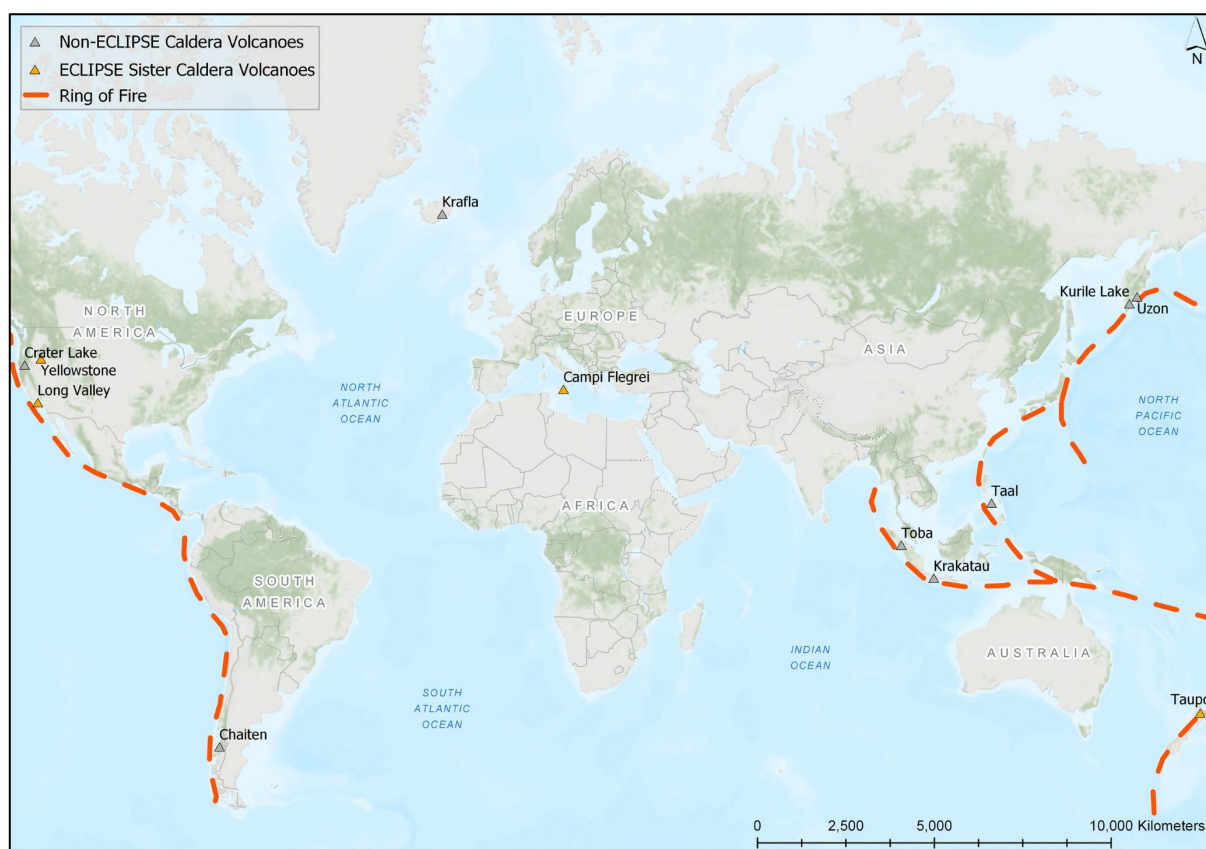 Non-ECLIPSE Caldera Volcanoes
ECLIPSE Sister Caldera Volcanoes
Ring of Fire
N
Krafla
NORTH
AMERICA
Crater Lake
Yellowstone
Long Valley
NORTH
ATLANTIC
OCEAN
EUROPE
Campi Flegrei
ASIA
Kurile Lake
Uzon
NORTH
PACIFIC
OCEAN
AFRICA
Taal
Toba
Krakatau
SOUTH
AMERICA
INDIAN
OCEAN
AUSTRALIA
SOUTH
ATLANTIC
OCEAN
Chaiten
Taupo
0 2,500 5,000 10,000 Kilometers